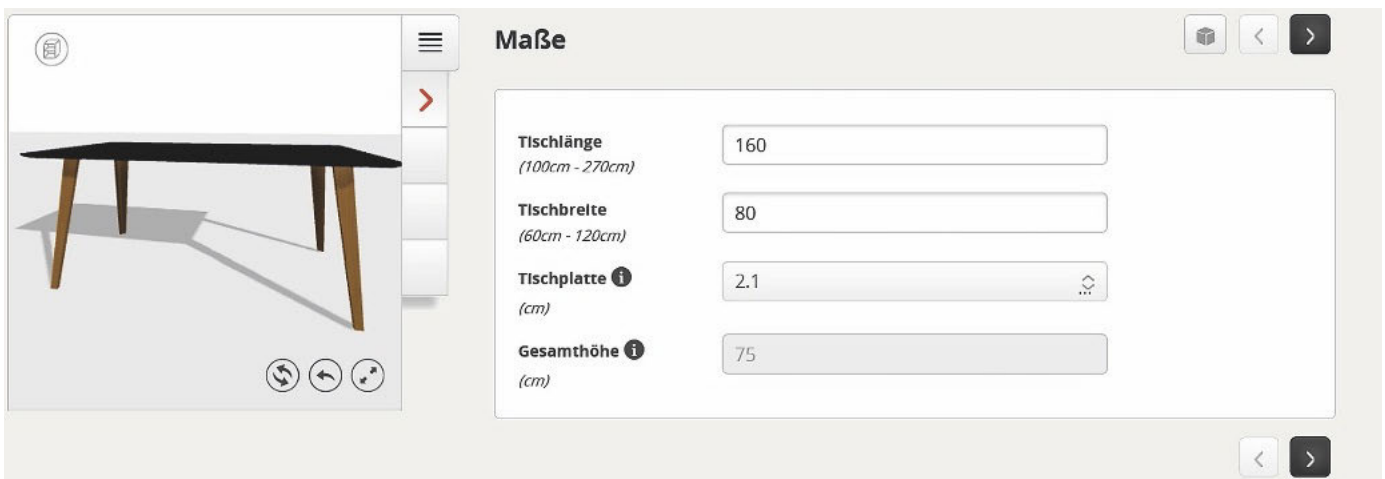 Maße
Tischlänge
160
(100cm - 270cm)
Tischbreite
80
(60cm - 120cm)
Tischplatte
2.1
(cm)
Gesamthöhe
75
(cm)